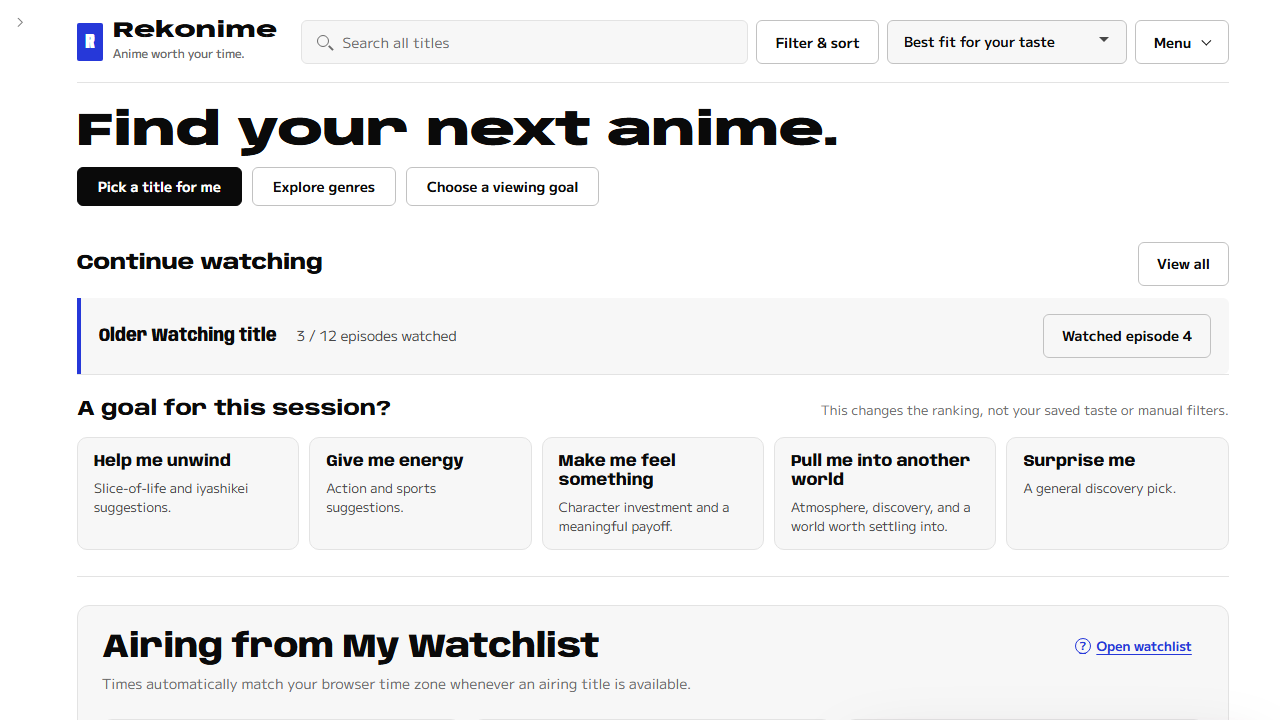 R
Rekonime
Anime worth your time.
Search all titles
Filter & sort
Best fit for your taste
Menu
Find your next anime.
Pick a title for me
Explore genres
Choose a viewing goal
Continue watching
View all
Older Watching title
3 / 12 episodes watched
Watched episode 4
A goal for this session?
This changes the ranking, not your saved taste or manual filters.
Help me unwind
Slice-of-life and iyashikei
suggestions.
Give me energy
Action and sports
suggestions.
Make me feel
something
Character investment and a
meaningful payoff.
Pull me into another
world
Atmosphere, discovery, and a
world worth settling into.
Surprise me
A general discovery pick.
Airing from My Watchlist
? Open watchlist
Times automatically match your browser time zone whenever an airing title is available.